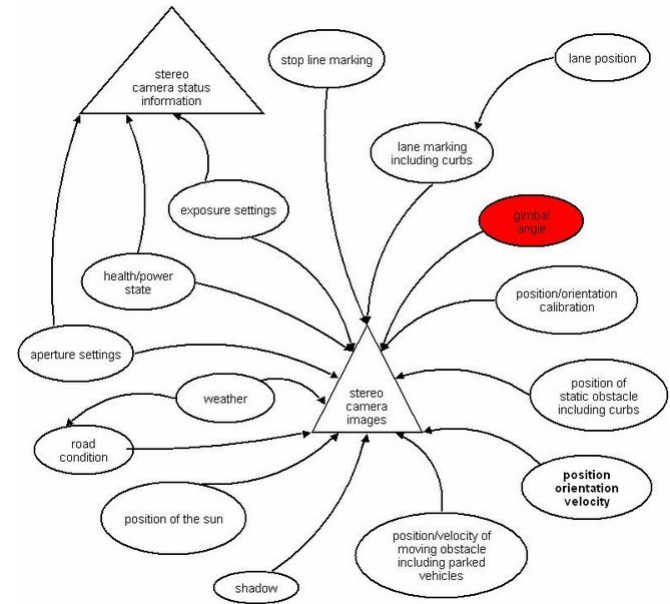 stereo
camera status
information
stop line marking
lane position
lane marking
including curbs
exposure settings
gimbal
angle
health/power
state
position/orientation
calibration
aperture settings
weather
stereo
camera
images
position of
static obstacle
including curbs
road
condition
position
orientation
velocity
position of the sun
position/velocity of
moving obstacle
including parked
vehicles
shadow